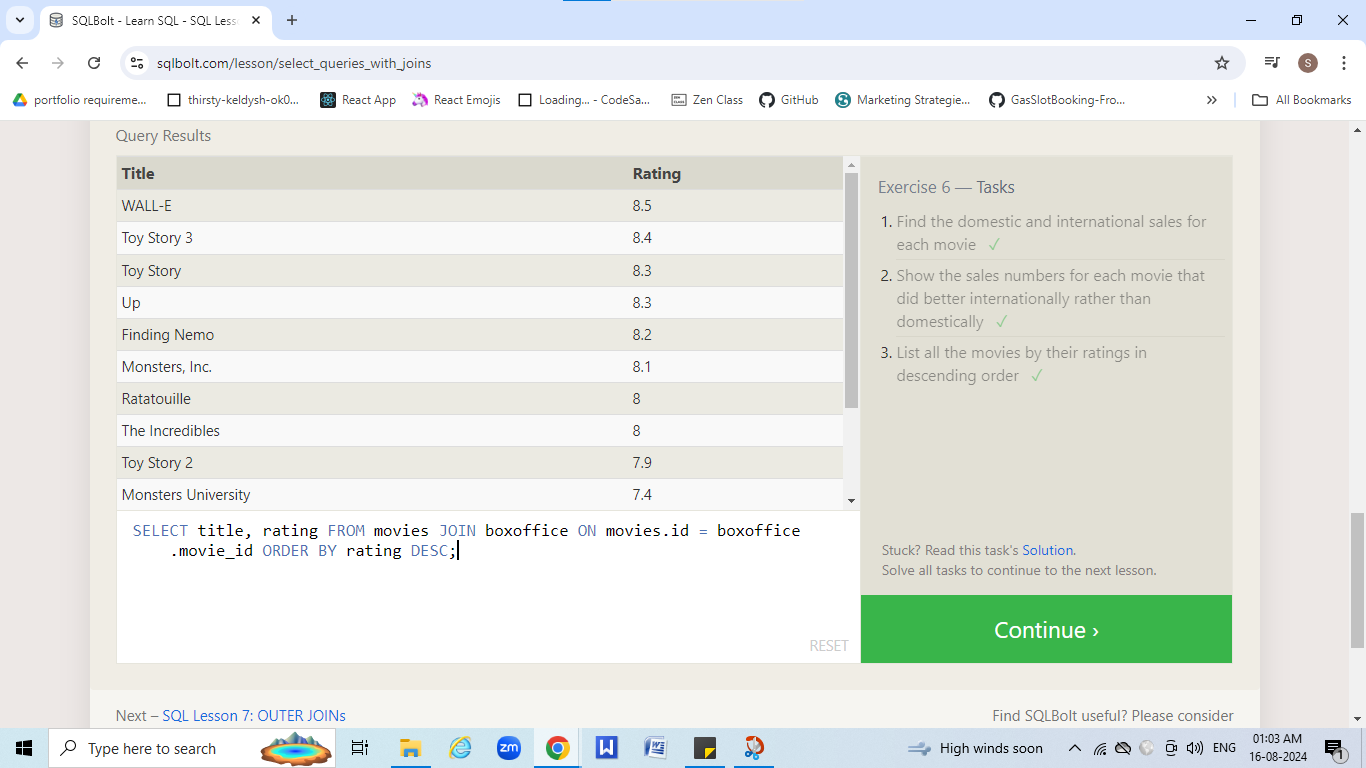 SQLBolt - Learn SQL - SQL Less
sqlbolt.com/lesson/select_queries_with_joins
S
portfolio requireme...
thirsty-keldysh-ok0...
React App
React Emojis
Loading... - CodeSa...
Zen Class
GitHub
Marketing Strategie...
GasSlotBooking-Fro...
»
All Bookmarks
Query Results
Title Rating
WALL-E 8.5
Toy Story 3 8.4
Toy Story 8.3
Up 8.3
Finding Nemo 8.2
Monsters, Inc. 8.1
Ratatouille 8
The Incredibles 8
Toy Story 2 7.9
Monsters University 7.4
SELECT title, rating FROM movies JOIN boxoffice ON movies.id = boxoffice
.movie_id ORDER BY rating DESC;
RESET
Exercise 6 — Tasks
1. Find the domestic and international sales for
each movie ✓
2. Show the sales numbers for each movie that
did better internationally rather than
domestically ✓
3. List all the movies by their ratings in
descending order ✓
Stuck? Read this task's Solution.
Solve all tasks to continue to the next lesson.
Continue ›
Next – SQL Lesson 7: OUTER JOINs
Find SQLBolt useful? Please consider
Type here to search
zm
W
High winds soon
ENG
01:03 AM
16-08-2024
1